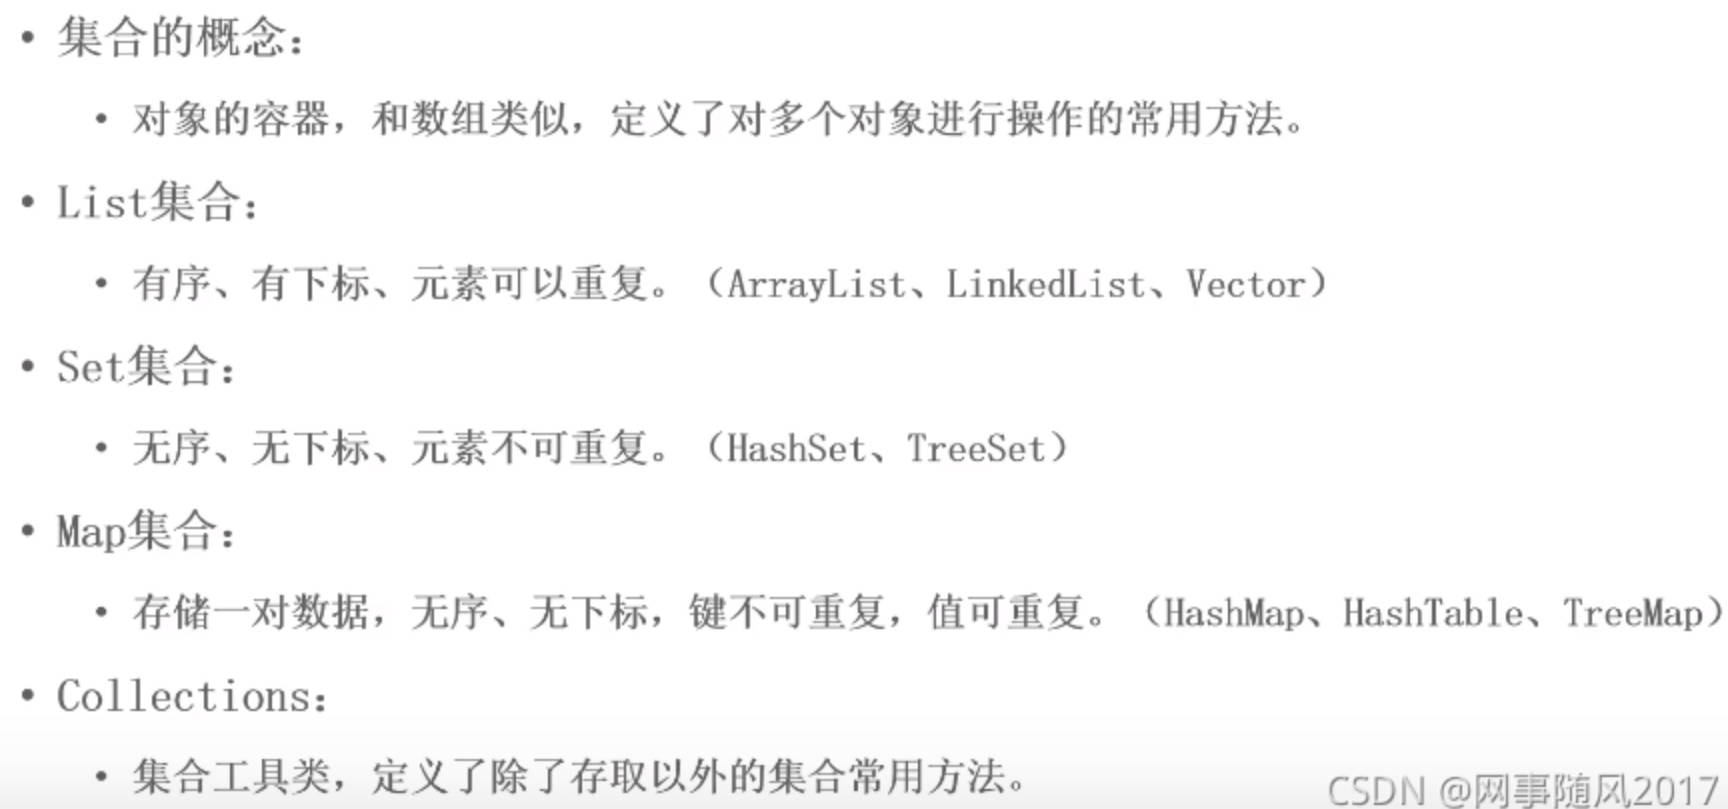 • 集合的概念：
• 对象的容器，和数组类似，定义了对多个对象进行操作的常用方法。
• List集合：
• 有序、有下标、元素可以重复。（ArrayList、LinkedList、Vector）
• Set集合：
• 无序、无下标、元素不可重复。（HashSet、TreeSet）
• Map集合：
• 存储一对数据，无序、无下标，键不可重复，值可重复。（HashMap、HashTable、TreeMap）
• Collections：
• 集合工具类，定义了除了存取以外的集合常用方法。
CSDN @网事随风2017